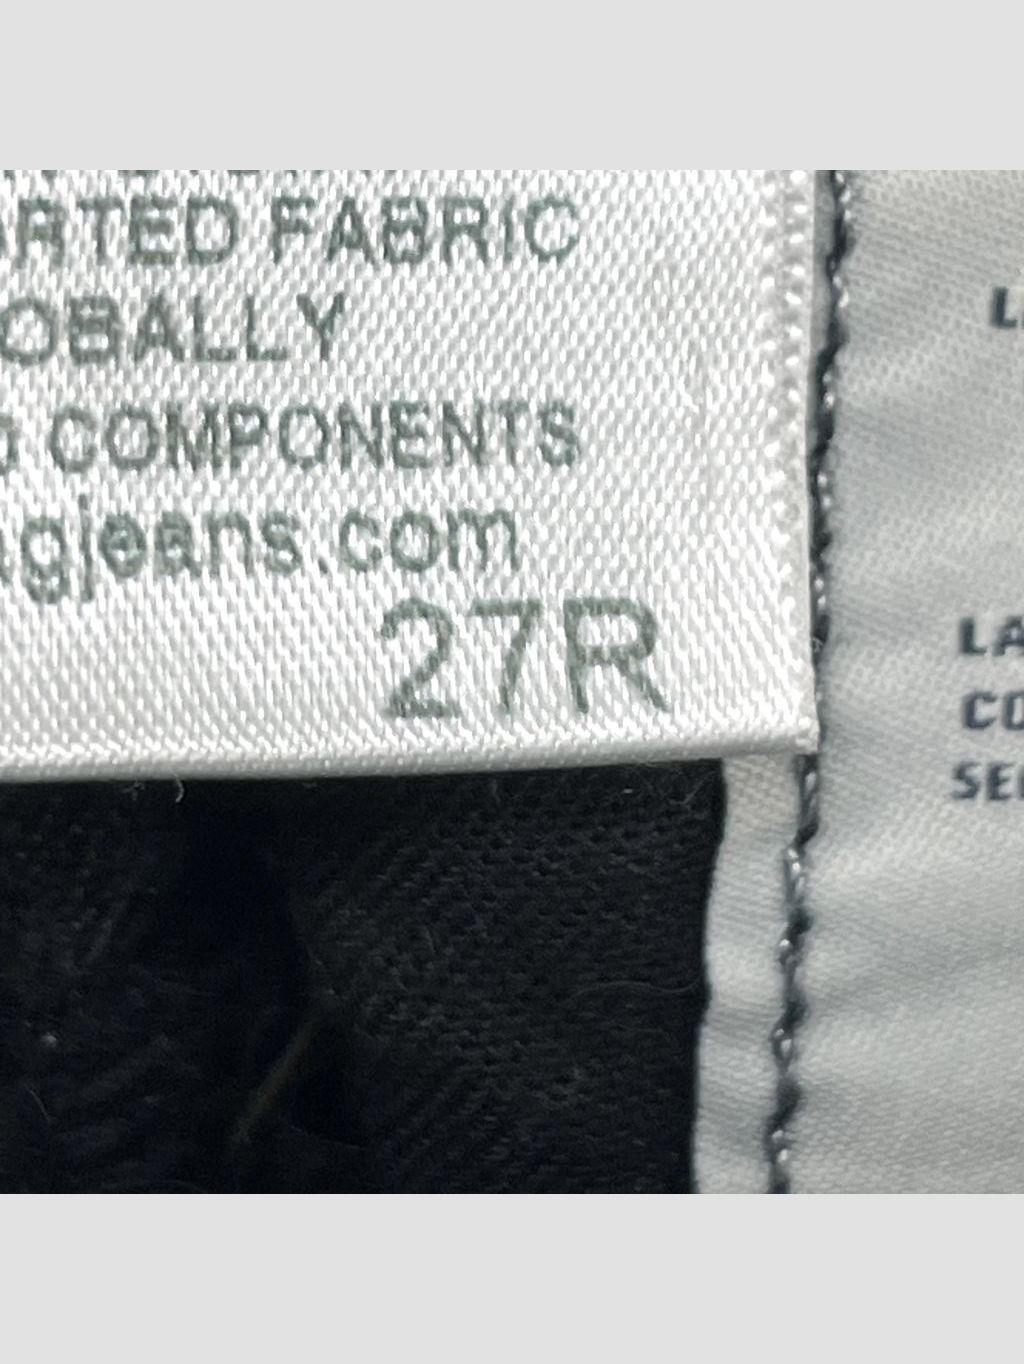 RTED FABRIC
OBALLY
COMPONENTS
gjeans.com
27R
LA
CO
SE